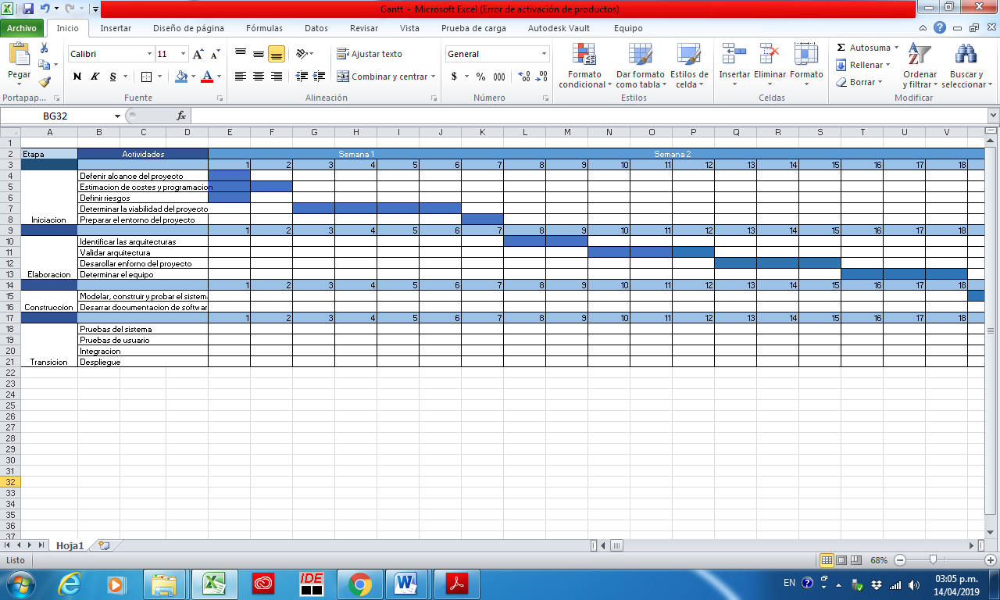 Gantt - Microsoft Excel (Error de activación de productos)
Archivo Inicio Insertar Diseño de página Fórmulas Datos Revisar Vista Prueba de carga Autodesk Vault Equipo
Pegar
Portapap...
Calibri 11
N K S
Fuente
Ajustar texto
Combinar y centrar
Alineación
General
$ % 000
Número
Formato condicional
Dar formato como tabla
Estilos de celda
Estilos
Insertar Eliminar Formato
Celdas
Autosuma
Rellenar
Borrar
Ordenar y filtrar
Buscar y seleccionar
Modificar
BG32 fx
A B C D E F G H I J K L M N O P Q R S T U V
1
2 Etapa Actividades Semana 1 Semana 2
3 1 2 3 4 5 6 7 8 9 10 11 12 13 14 15 16 17 18
4 Defenir alcance del proyecto
5 Estimacion de costes y programacion
6 Definir riesgos
7 Determinar la viabilidad del proyecto
8 Iniciacion Preparar el entorno del proyecto
9 1 2 3 4 5 6 7 8 9 10 11 12 13 14 15 16 17 18
10 Identificar las arquitecturas
11 Validar arquitectura
12 Desarollar enforno del proyecto
13 Elaboracion Determinar el equipo
14 1 2 3 4 5 6 7 8 9 10 11 12 13 14 15 16 17 18
15 Modelar, construir y probar el sistema
16 Construccion Desarrar documentacion de softwar
17 1 2 3 4 5 6 7 8 9 10 11 12 13 14 15 16 17 18
18 Pruebas del sistema
19 Pruebas de usuario
20 Integracion
21 Transicion Despliegue
22
23
24
25
26
27
28
29
30
31
32
33
34
35
36
37
Hoja1
Listo 68%
IDE
EN 03:05 p.m.
14/04/2019